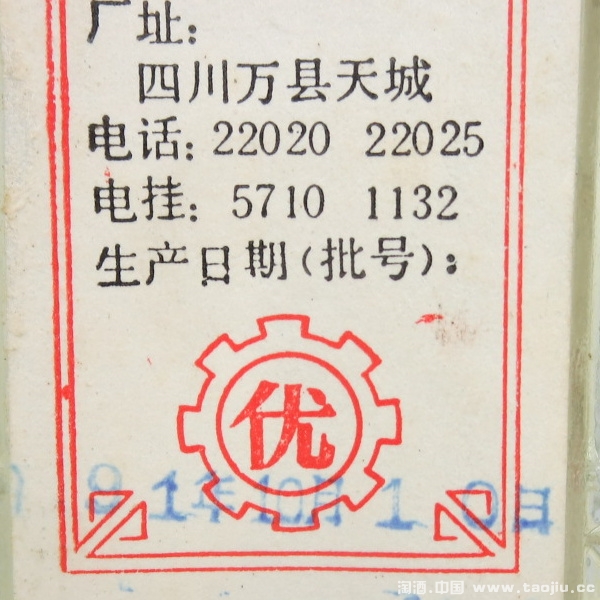 厂址:
四川万县天城
电话: 22020 22025
电挂: 5710 1132
生产日期(批号):
优
91年10月10日
淘酒.中国 www.taojiu.cc